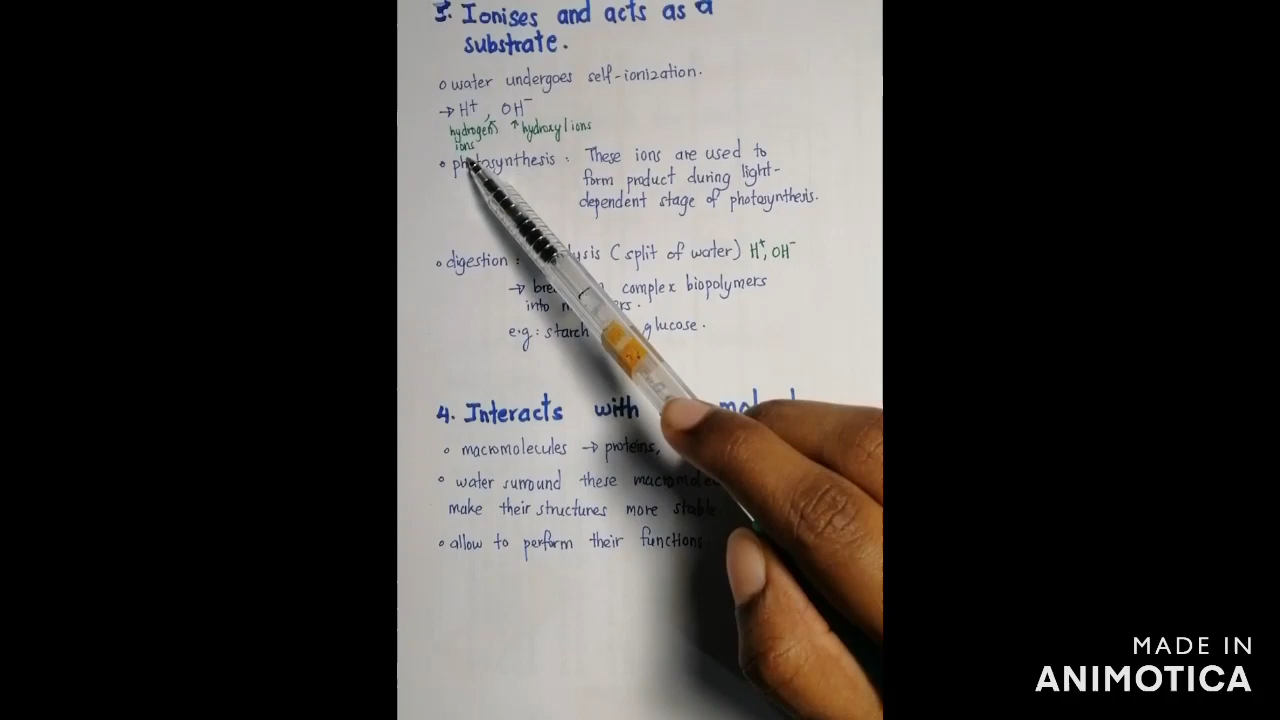 3. Ionises and acts as a
substrate.
o water undergoes self-ionization.
→ H+ , OH-
hydrogen ↑ hydroxyl ions
ions
• photosynthesis : These ions are used to
form product during light-
dependent stage of photosynthesis.
• digestion : (split of water) H+, OH-
→ complex biopolymers
into
e.g: starch glucose.
4. Interacts with
• macromolecules → proteins,
• water surround these
make their structures more stable
• allow to perform their functions
MADE IN
ANIMOTICA